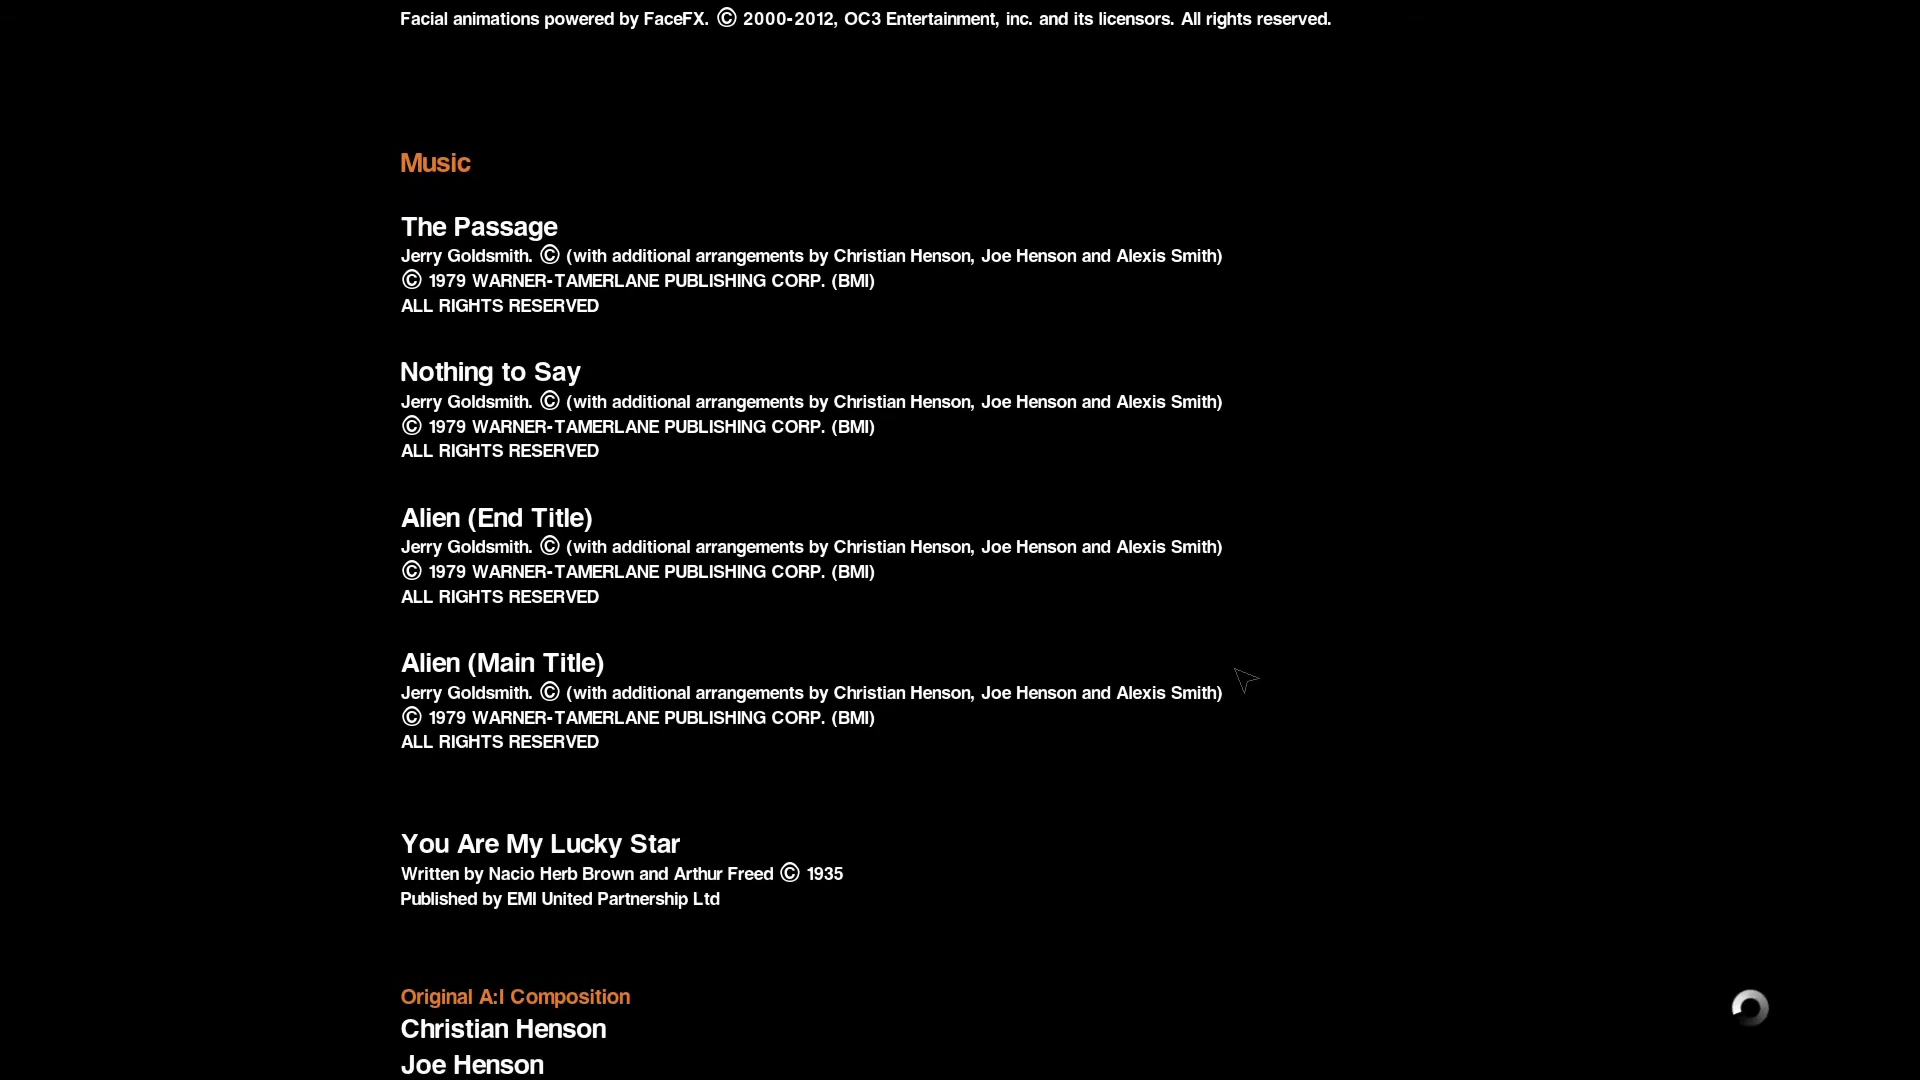 Facial animations powered by FaceFX. © 2000-2012, OC3 Entertainment, inc. and its licensors. All rights reserved.
Music
The Passage
Jerry Goldsmith. © (with additional arrangements by Christian Henson, Joe Henson and Alexis Smith)
© 1979 WARNER-TAMERLANE PUBLISHING CORP. (BMI)
ALL RIGHTS RESERVED
Nothing to Say
Jerry Goldsmith. © (with additional arrangements by Christian Henson, Joe Henson and Alexis Smith)
© 1979 WARNER-TAMERLANE PUBLISHING CORP. (BMI)
ALL RIGHTS RESERVED
Alien (End Title)
Jerry Goldsmith. © (with additional arrangements by Christian Henson, Joe Henson and Alexis Smith)
© 1979 WARNER-TAMERLANE PUBLISHING CORP. (BMI)
ALL RIGHTS RESERVED
Alien (Main Title)
Jerry Goldsmith. © (with additional arrangements by Christian Henson, Joe Henson and Alexis Smith)
© 1979 WARNER-TAMERLANE PUBLISHING CORP. (BMI)
ALL RIGHTS RESERVED
You Are My Lucky Star
Written by Nacio Herb Brown and Arthur Freed © 1935
Published by EMI United Partnership Ltd
Original A:I Composition
Christian Henson
Joe Henson